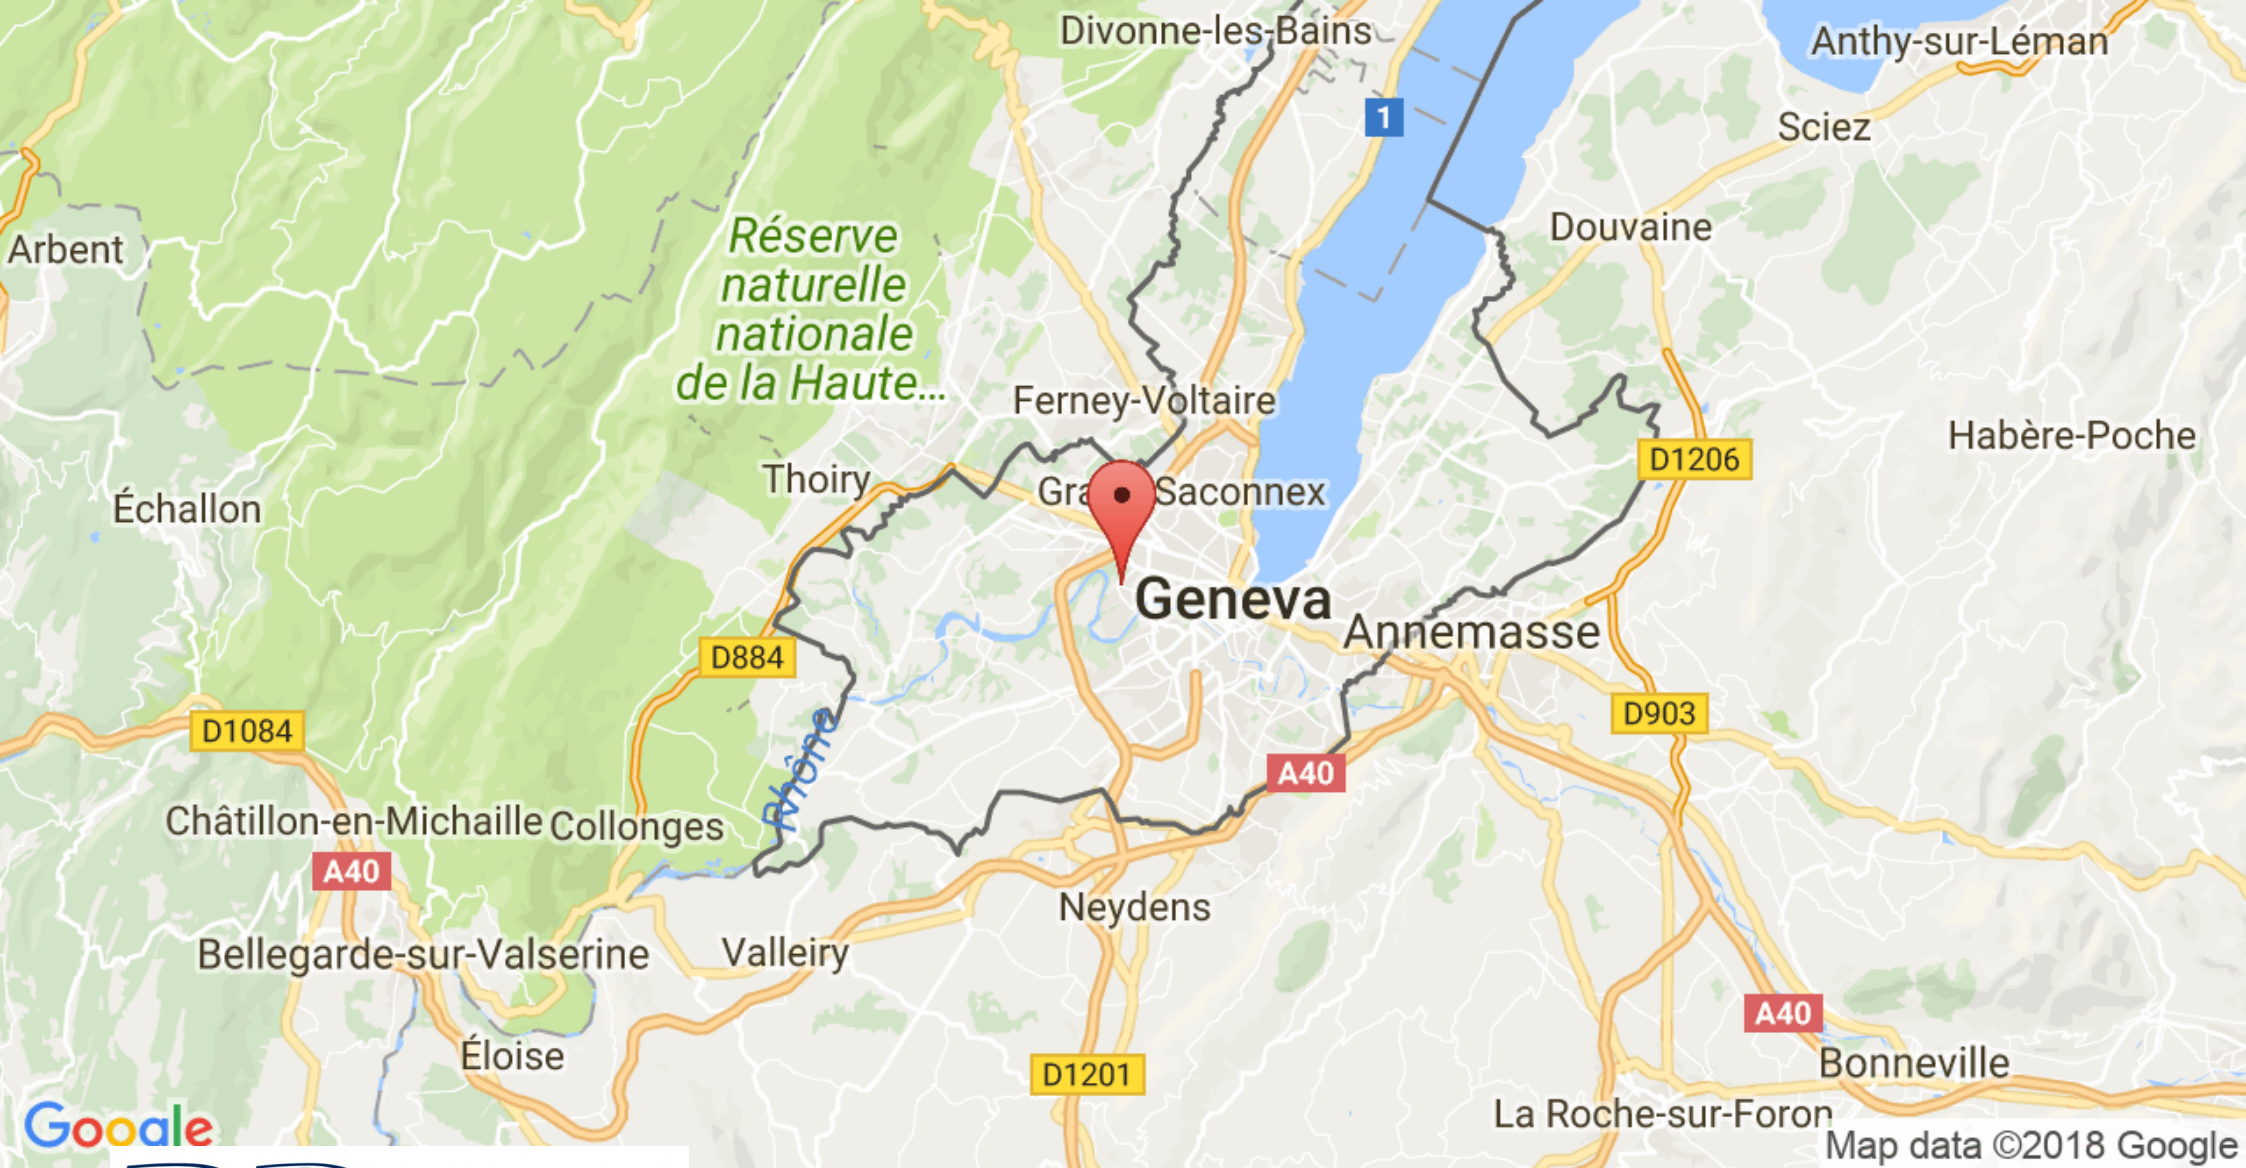 Divonne-les-Bains
Anthy-sur-Léman
1
Sciez
Arbent
Réserve
naturelle
nationale
de la Haute...
Douvaine
Ferney-Voltaire
Habère-Poche
D1206
Thoiry
Saconnex
Échallon
Geneva
Annemasse
D884
D903
D1084
Rhône
A40
Châtillon-en-Michaille
Collonges
A40
Neydens
Bellegarde-sur-Valserine
Valleiry
A40
Éloise
D1201
Bonneville
La Roche-sur-Foron
Google
Map data ©2018 Google